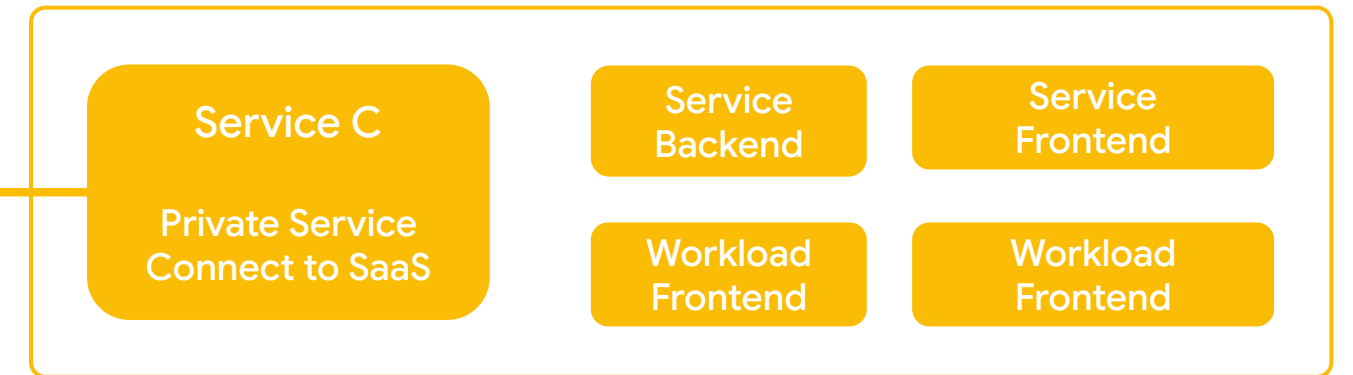 Service C
Private Service
Connect to SaaS
Service
Backend
Service
Frontend
Workload
Frontend
Workload
Frontend